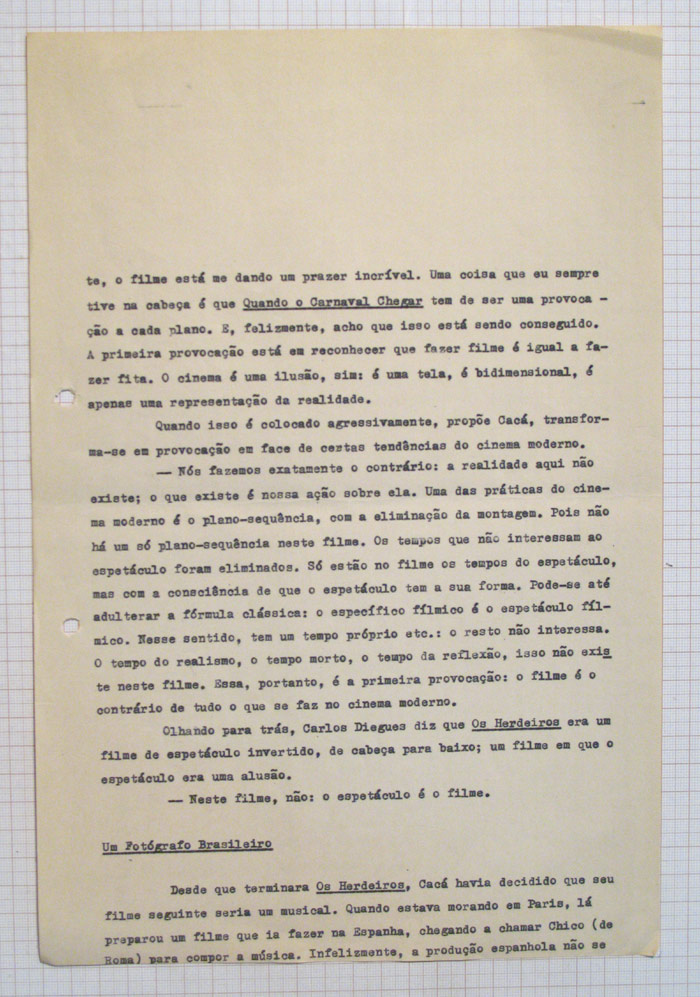 te, o filme está me dando um prazer incrível. Uma coisa que eu sempre
tive na cabeça é que Quando o Carnaval Chegar tem de ser uma provoca -
ção a cada plano. E, felizmente, acho que isso está sendo conseguido.
A primeira provocação está em reconhecer que fazer filme é igual a fa-
zer fita. O cinema é uma ilusão, sim: é uma tela, é bidimensional, é
apenas uma representação da realidade.
Quando isso é colocado agressivamente, propõe Cacá, transfor-
ma-se em provocação em face de certas tendências do cinema moderno.
— Nós fazemos exatamente o contrário: a realidade aqui não
existe; o que existe é nossa ação sobre ela. Uma das práticas do cine-
ma moderno é o plano-sequência, com a eliminação da montagem. Pois não
há um só plano-sequência neste filme. Os tempos que não interessam ao
espetáculo foram eliminados. Só estão no filme os tempos do espetáculo,
mas com a consciência de que o espetáculo tem a sua forma. Pode-se até
adulterar a fórmula clássica: o específico fílmico é o espetáculo fíl-
mico. Nesse sentido, tem um tempo próprio etc.: o resto não interessa.
O tempo do realismo, o tempo morto, o tempo da reflexão, isso não exis
te neste filme. Essa, portanto, é a primeira provocação: o filme é o
contrário de tudo o que se faz no cinema moderno.
Olhando para trás, Carlos Diegues diz que Os Herdeiros era um
filme de espetáculo invertido, de cabeça para baixo; um filme em que o
espetáculo era uma alusão.
— Neste filme, não: o espetáculo é o filme.
Um Fotógrafo Brasileiro
Desde que terminara Os Herdeiros, Cacá havia decidido que seu
filme seguinte seria um musical. Quando estava morando em Paris, lá
preparou um filme que ia fazer na Espanha, chegando a chamar Chico (de
Roma) para compor a música. Infelizmente, a produção espanhola não se